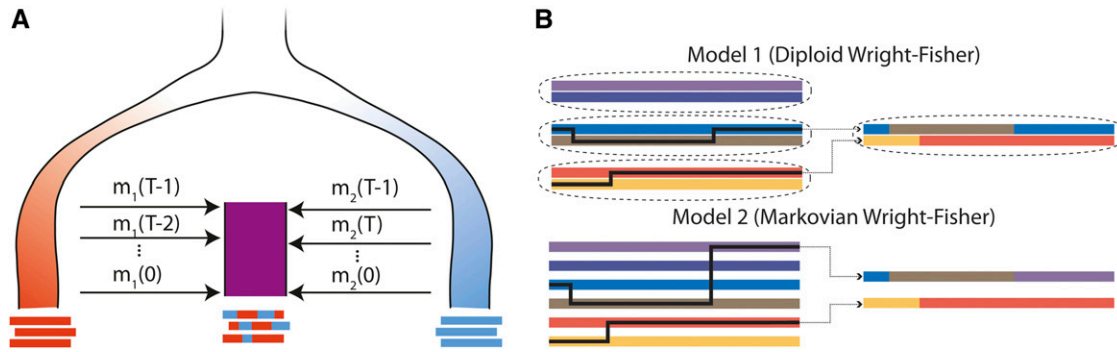 A
m₁(T-1)
m₁(T-2)
⋮
m₁(0)
m₂(T-1)
m₂(T)
⋮
m₂(0)
B
Model 1 (Diploid Wright-Fisher)
Model 2 (Markovian Wright-Fisher)